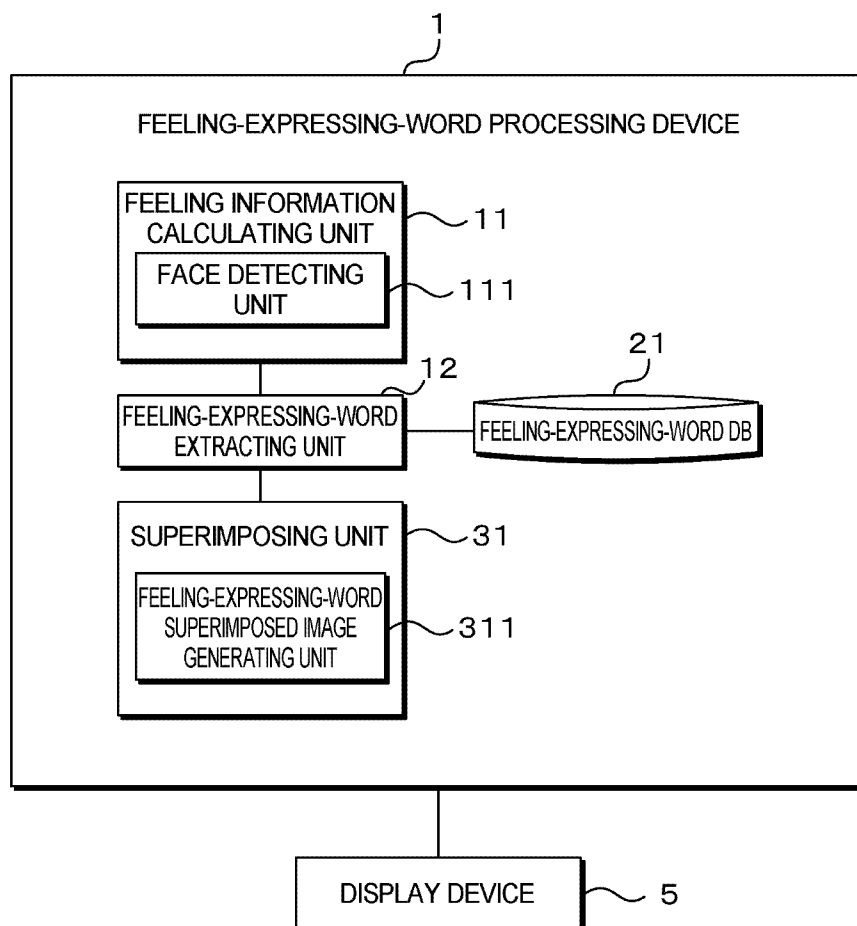 1
FEELING-EXPRESSING-WORD PROCESSING DEVICE
FEELING INFORMATION
CALCULATING UNIT
11
FACE DETECTING
UNIT
111
12
FEELING-EXPRESSING-WORD
EXTRACTING UNIT
21
FEELING-EXPRESSING-WORD DB
SUPERIMPOSING UNIT
31
FEELING-EXPRESSING-WORD
SUPERIMPOSED IMAGE
GENERATING UNIT
311
DISPLAY DEVICE
5